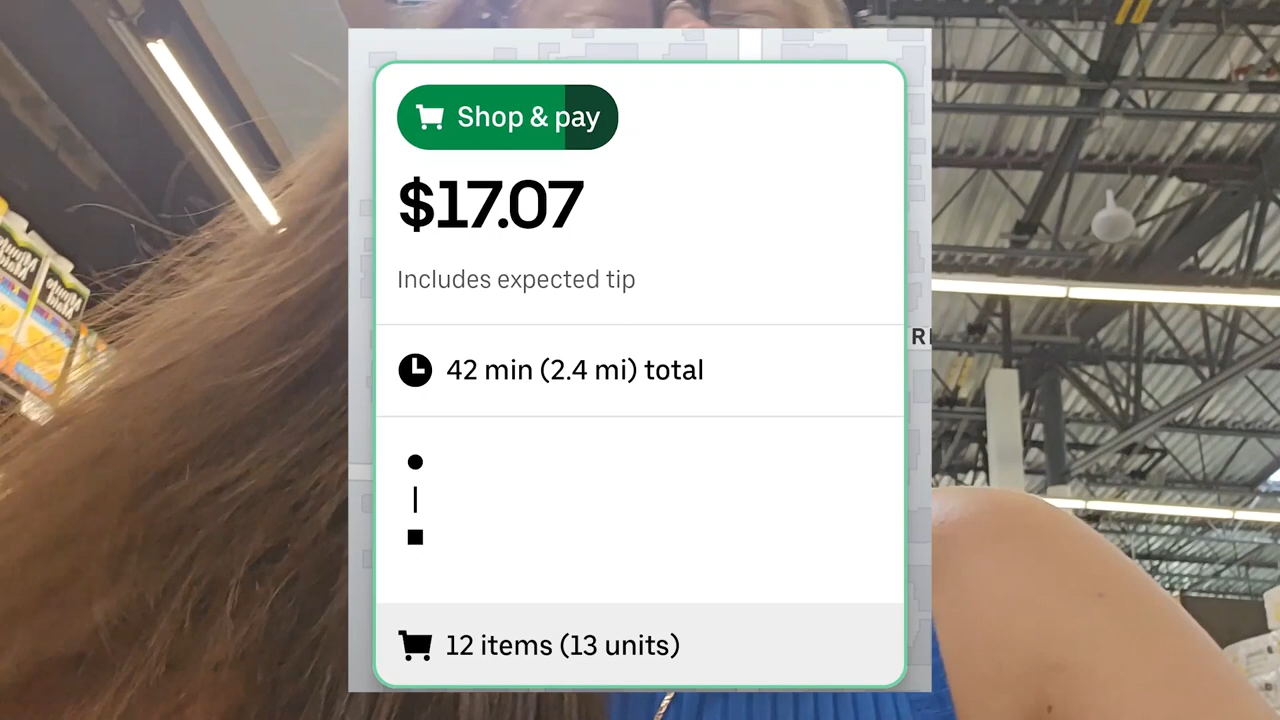 Shop & pay
$17.07
Includes expected tip
42 min (2.4 mi) total
12 items (13 units)